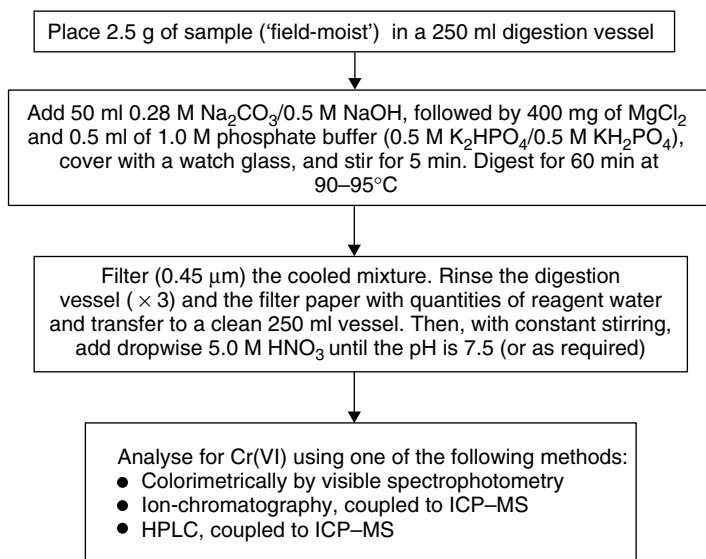 Place 2.5 g of sample (‘field-moist’) in a 250 ml digestion vessel
Add 50 ml 0.28 M Na₂CO₃/0.5 M NaOH, followed by 400 mg of MgCl₂
and 0.5 ml of 1.0 M phosphate buffer (0.5 M K₂HPO₄/0.5 M KH₂PO₄),
cover with a watch glass, and stir for 5 min. Digest for 60 min at
90–95°C
Filter (0.45 μm) the cooled mixture. Rinse the digestion
vessel ( × 3) and the filter paper with quantities of reagent water
and transfer to a clean 250 ml vessel. Then, with constant stirring,
add dropwise 5.0 M HNO₃ until the pH is 7.5 (or as required)
Analyse for Cr(VI) using one of the following methods:
● Colorimetrically by visible spectrophotometry
● Ion-chromatography, coupled to ICP–MS
● HPLC, coupled to ICP–MS